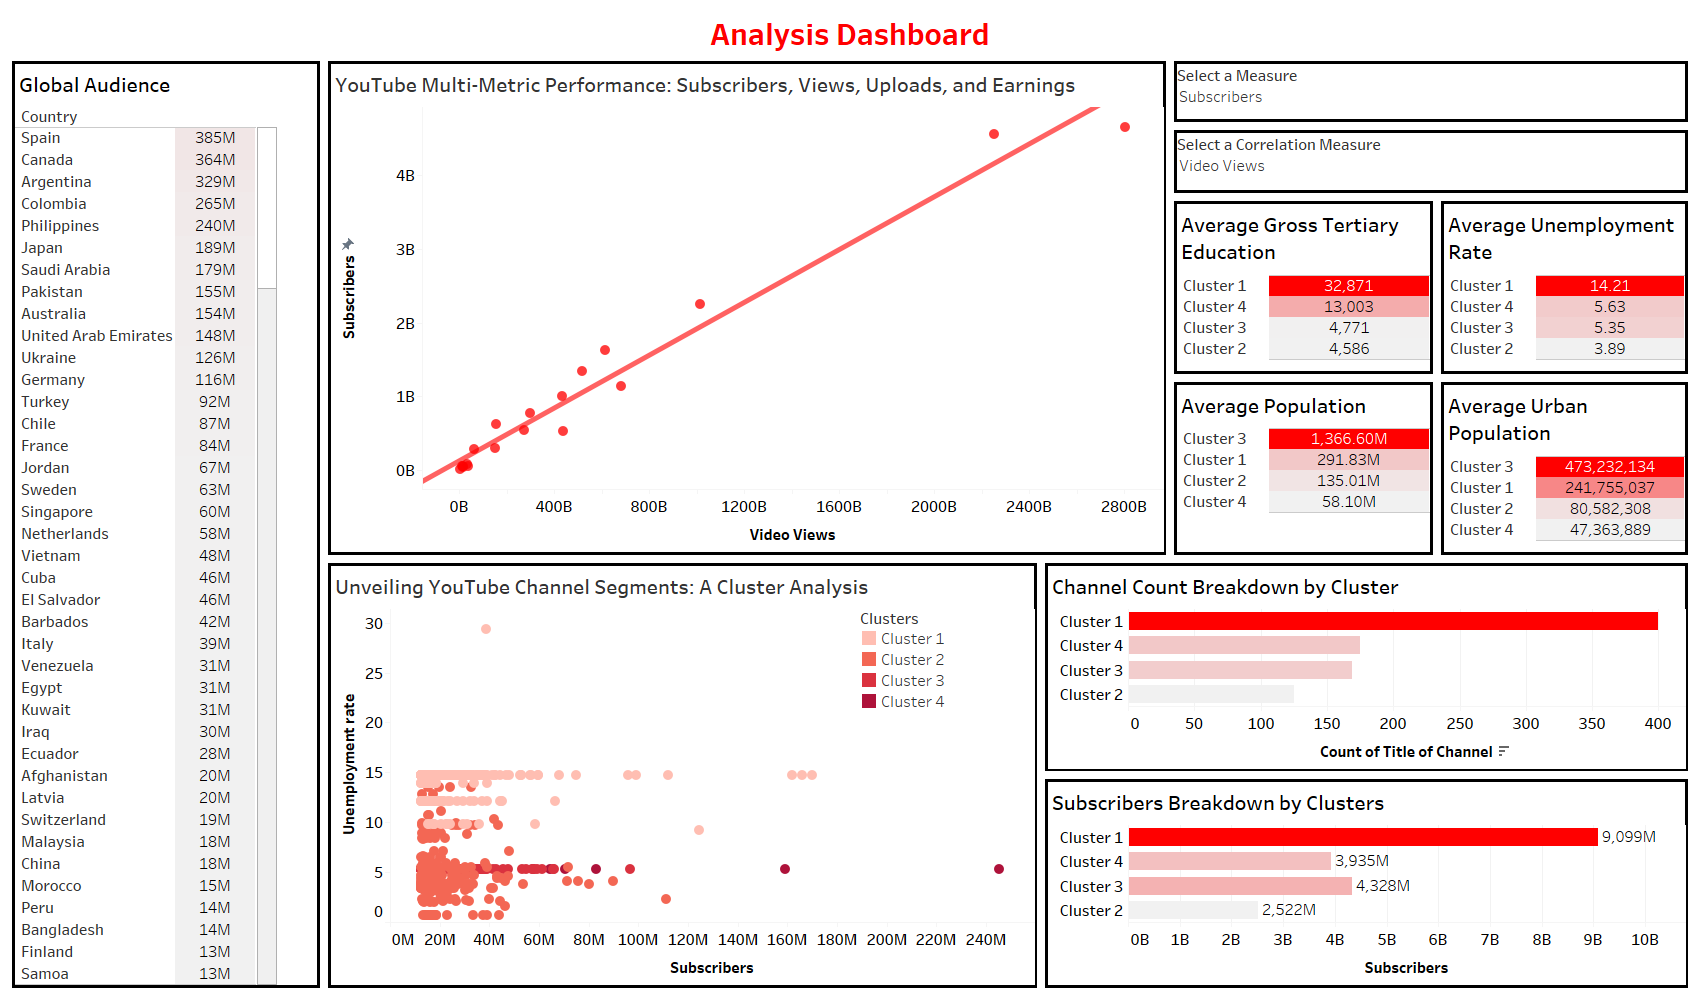 Analysis Dashboard
Global Audience
Country
Spain 385M
Canada 364M
Argentina 329M
Colombia 265M
Philippines 240M
Japan 189M
Saudi Arabia 179M
Pakistan 155M
Australia 154M
United Arab Emirates 148M
Ukraine 126M
Germany 116M
Turkey 92M
Chile 87M
France 84M
Jordan 67M
Sweden 63M
Singapore 60M
Netherlands 58M
Vietnam 48M
Cuba 46M
El Salvador 46M
Barbados 42M
Italy 39M
Venezuela 31M
Egypt 31M
Kuwait 31M
Iraq 30M
Ecuador 28M
Afghanistan 20M
Latvia 20M
Switzerland 19M
Malaysia 18M
China 18M
Morocco 15M
Peru 14M
Bangladesh 14M
Finland 13M
Samoa 13M
YouTube Multi-Metric Performance: Subscribers, Views, Uploads, and Earnings
Subscribers
4B
3B
2B
1B
0B
0B 400B 800B 1200B 1600B 2000B 2400B 2800B
Video Views
Select a Measure
Subscribers
Select a Correlation Measure
Video Views
Average Gross Tertiary
Education
Cluster 1 32,871
Cluster 4 13,003
Cluster 3 4,771
Cluster 2 4,586
Average Unemployment
Rate
Cluster 1 14.21
Cluster 4 5.63
Cluster 3 5.35
Cluster 2 3.89
Average Population
Cluster 3 1,366.60M
Cluster 1 291.83M
Cluster 2 135.01M
Cluster 4 58.10M
Average Urban
Population
Cluster 3 473,232,134
Cluster 1 241,755,037
Cluster 2 80,582,308
Cluster 4 47,363,889
Unveiling YouTube Channel Segments: A Cluster Analysis
Clusters
Cluster 1
Cluster 2
Cluster 3
Cluster 4
Unemployment rate
30
25
20
15
10
5
0
0M 20M 40M 60M 80M 100M 120M 140M 160M 180M 200M 220M 240M
Subscribers
Channel Count Breakdown by Cluster
Cluster 1
Cluster 4
Cluster 3
Cluster 2
0 50 100 150 200 250 300 350 400
Count of Title of Channel
Subscribers Breakdown by Clusters
Cluster 1 9,099M
Cluster 4 3,935M
Cluster 3 4,328M
Cluster 2 2,522M
0B 1B 2B 3B 4B 5B 6B 7B 8B 9B 10B
Subscribers